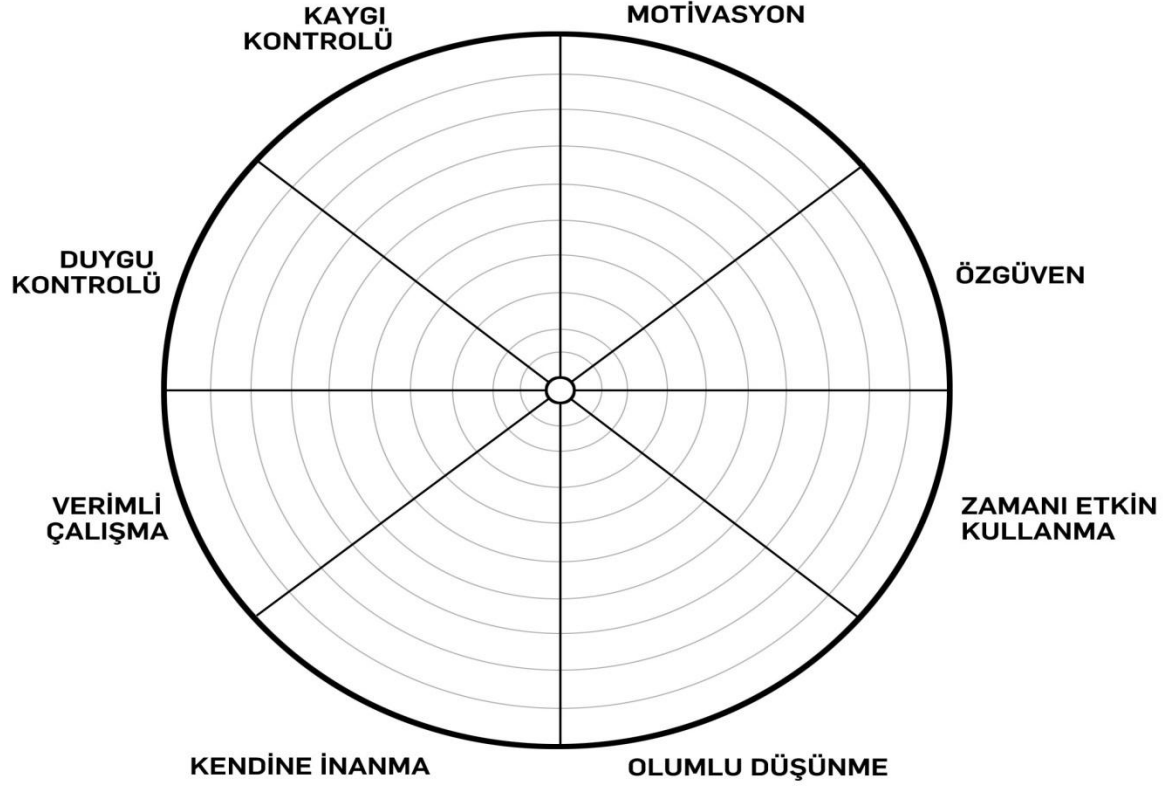 KAYGI
KONTROLÜ
MOTİVASYON
DUYGU
KONTROLÜ
ÖZGÜVEN
VERİMLİ
ÇALIŞMA
ZAMANI ETKİN
KULLANMA
KENDİNE İNANMA
OLUMLU DÜŞÜNME